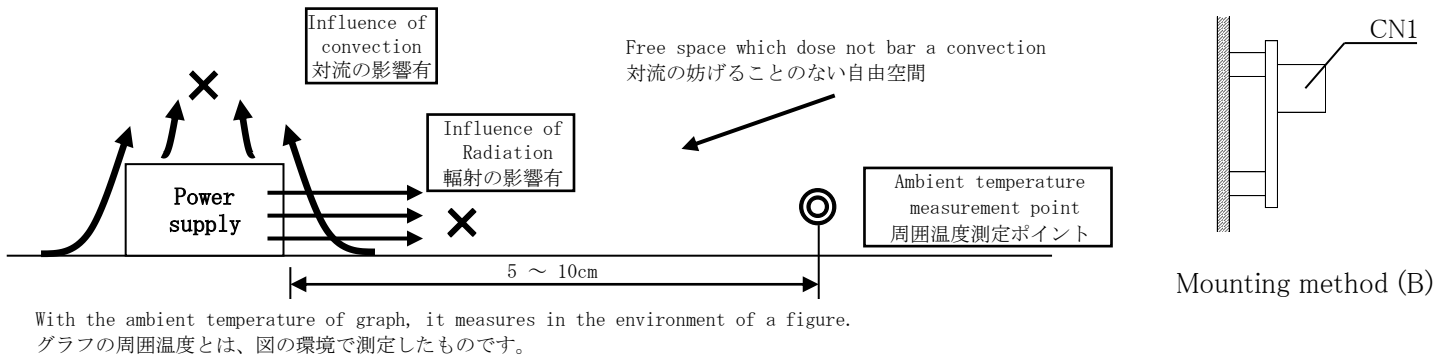 Influence of
convection
対流の影響有
Free space which dose not bar a convection
対流の妨げることのない自由空間
CN1
Influence of
Radiation
輻射の影響有
Power
supply
Ambient temperature
measurement point
周囲温度測定ポイント
5 ～ 10cm
Mounting method (B)
With the ambient temperature of graph, it measures in the environment of a figure.
グラフの周囲温度とは、図の環境で測定したものです。